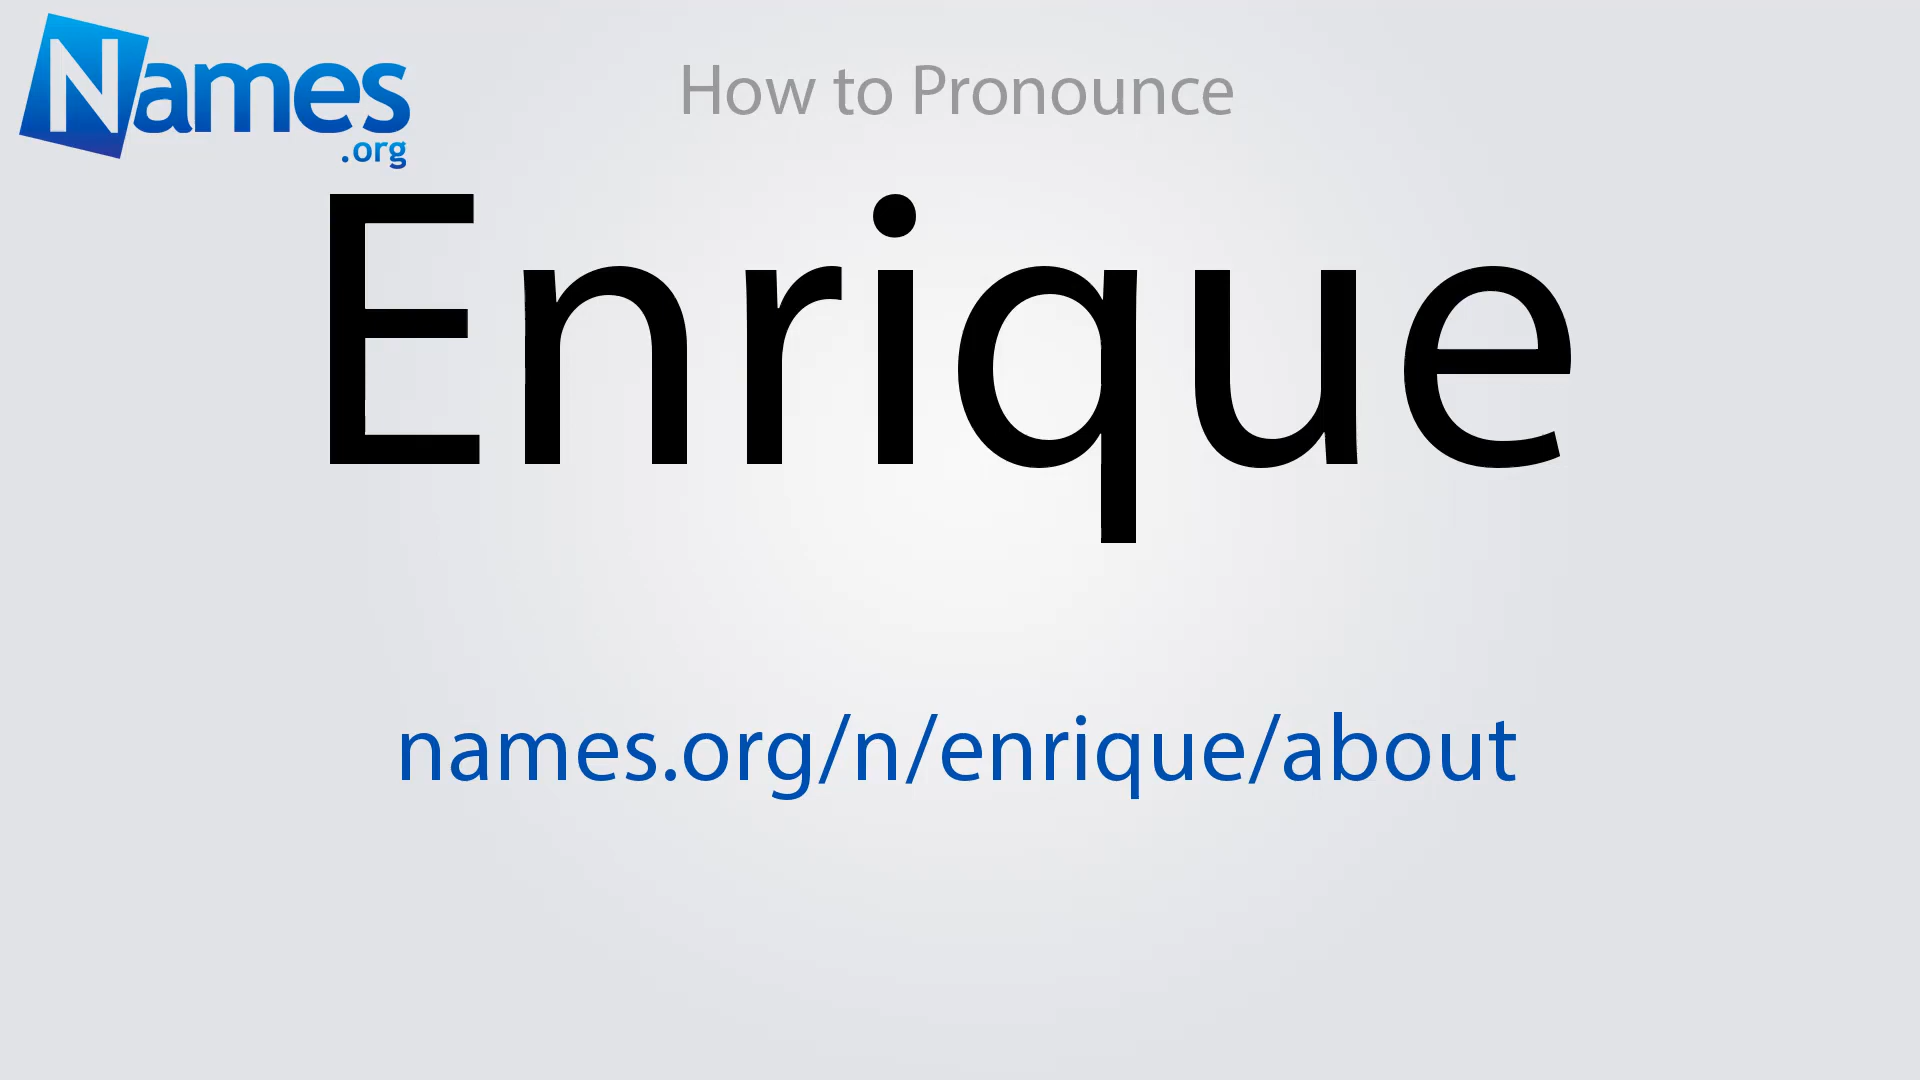 Names
.org
How to Pronounce
Enrique
names.org/n/enrique/about